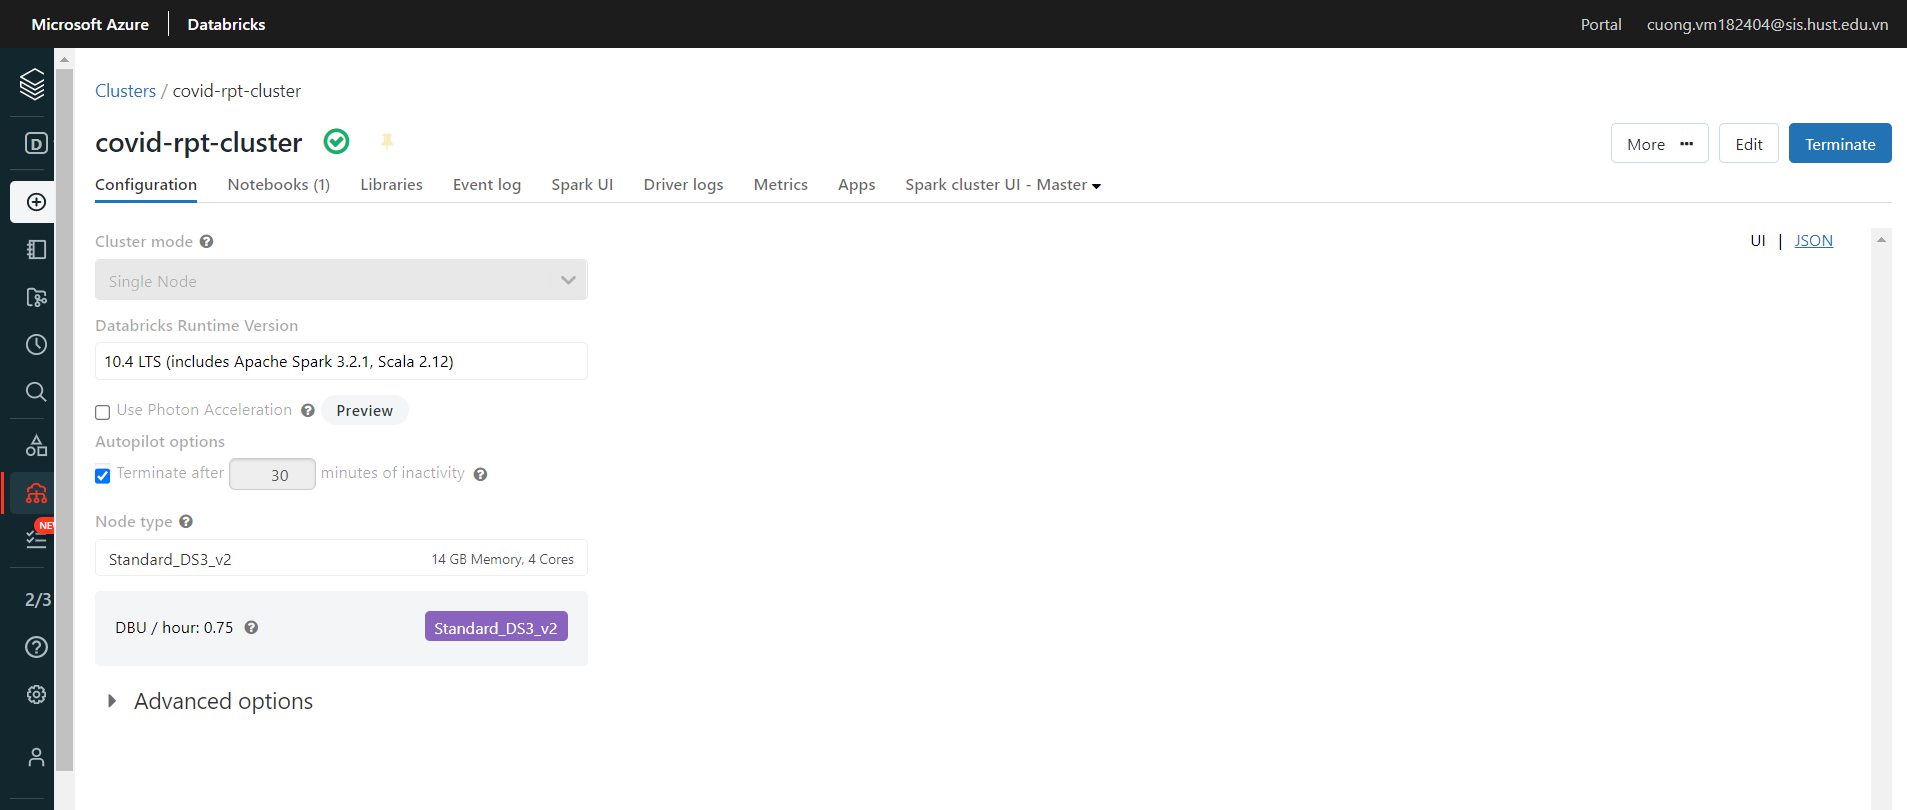 Microsoft Azure | Databricks
Portal cuong.vm182404@sis.hust.edu.vn
Clusters / covid-rpt-cluster
covid-rpt-cluster
More ••• Edit Terminate
Configuration Notebooks (1) Libraries Event log Spark UI Driver logs Metrics Apps Spark cluster UI - Master
UI | JSON
Cluster mode
Single Node
Databricks Runtime Version
10.4 LTS (includes Apache Spark 3.2.1, Scala 2.12)
Use Photon Acceleration Preview
Autopilot options
Terminate after 30 minutes of inactivity
Node type
Standard_DS3_v2 14 GB Memory, 4 Cores
DBU / hour: 0.75 Standard_DS3_v2
Advanced options
D
2/3